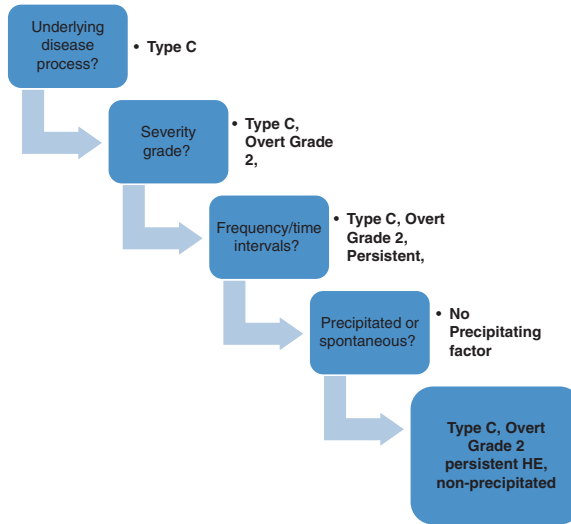 Underlying
disease
process?
• Type C
Severity
grade?
• Type C,
Overt Grade
2,
Frequency/time
intervals?
• Type C, Overt
Grade 2,
Persistent,
Precipitated or
spontaneous?
• No
Precipitating
factor
Type C, Overt
Grade 2
persistent HE,
non-precipitated